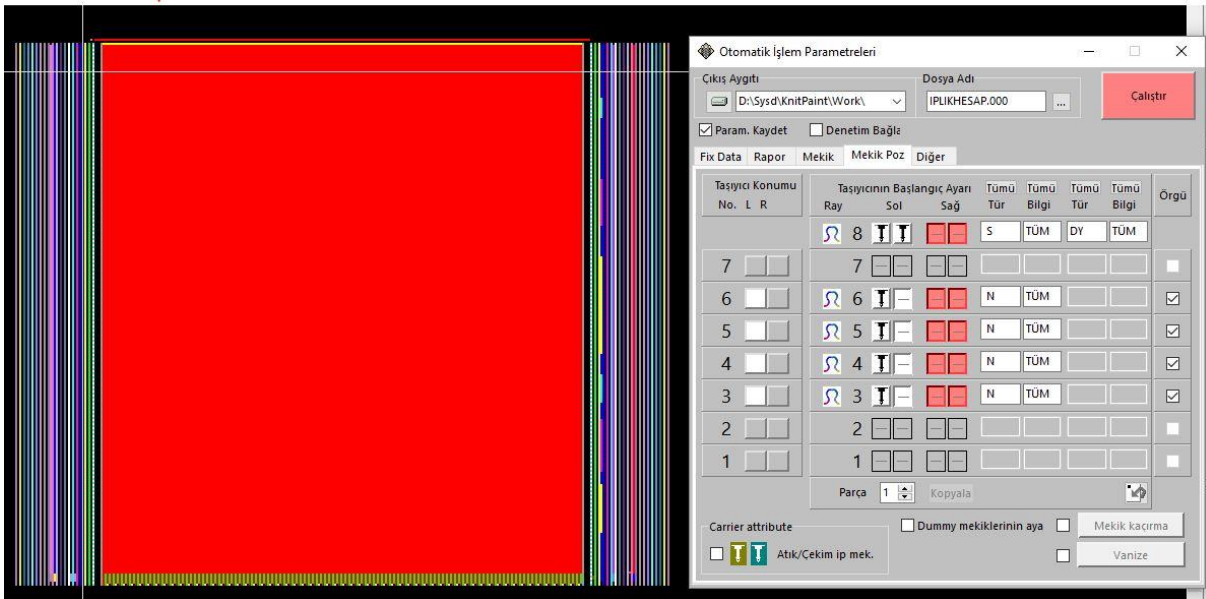 Otomatik İşlem Parametreleri
Çıkış Aygıtı Dosya Adı
D:\Sysd\KnitPaint\Work\ IPLIKHESAP.000 ... Çalıştır
Param. Kaydet Denetim Bağla
Fix Data Rapor Mekik Mekik Poz Diğer
Taşıyıcı Konumu Taşıyıcının Başlangıç Ayarı Tümü Tümü Tümü Tümü Örgü
No. L R Ray Sol Sağ Tür Bilgi Tür Bilgi
8 S TÜM DY TÜM
7 7
6 6 N TÜM
5 5 N TÜM
4 4 N TÜM
3 3 N TÜM
2 2
1 1
Parça 1 Kopyala
Carrier attribute Dummy mekiklerinin aya Mekik kaçırma
Atık/Çekim ip mek. Vanize